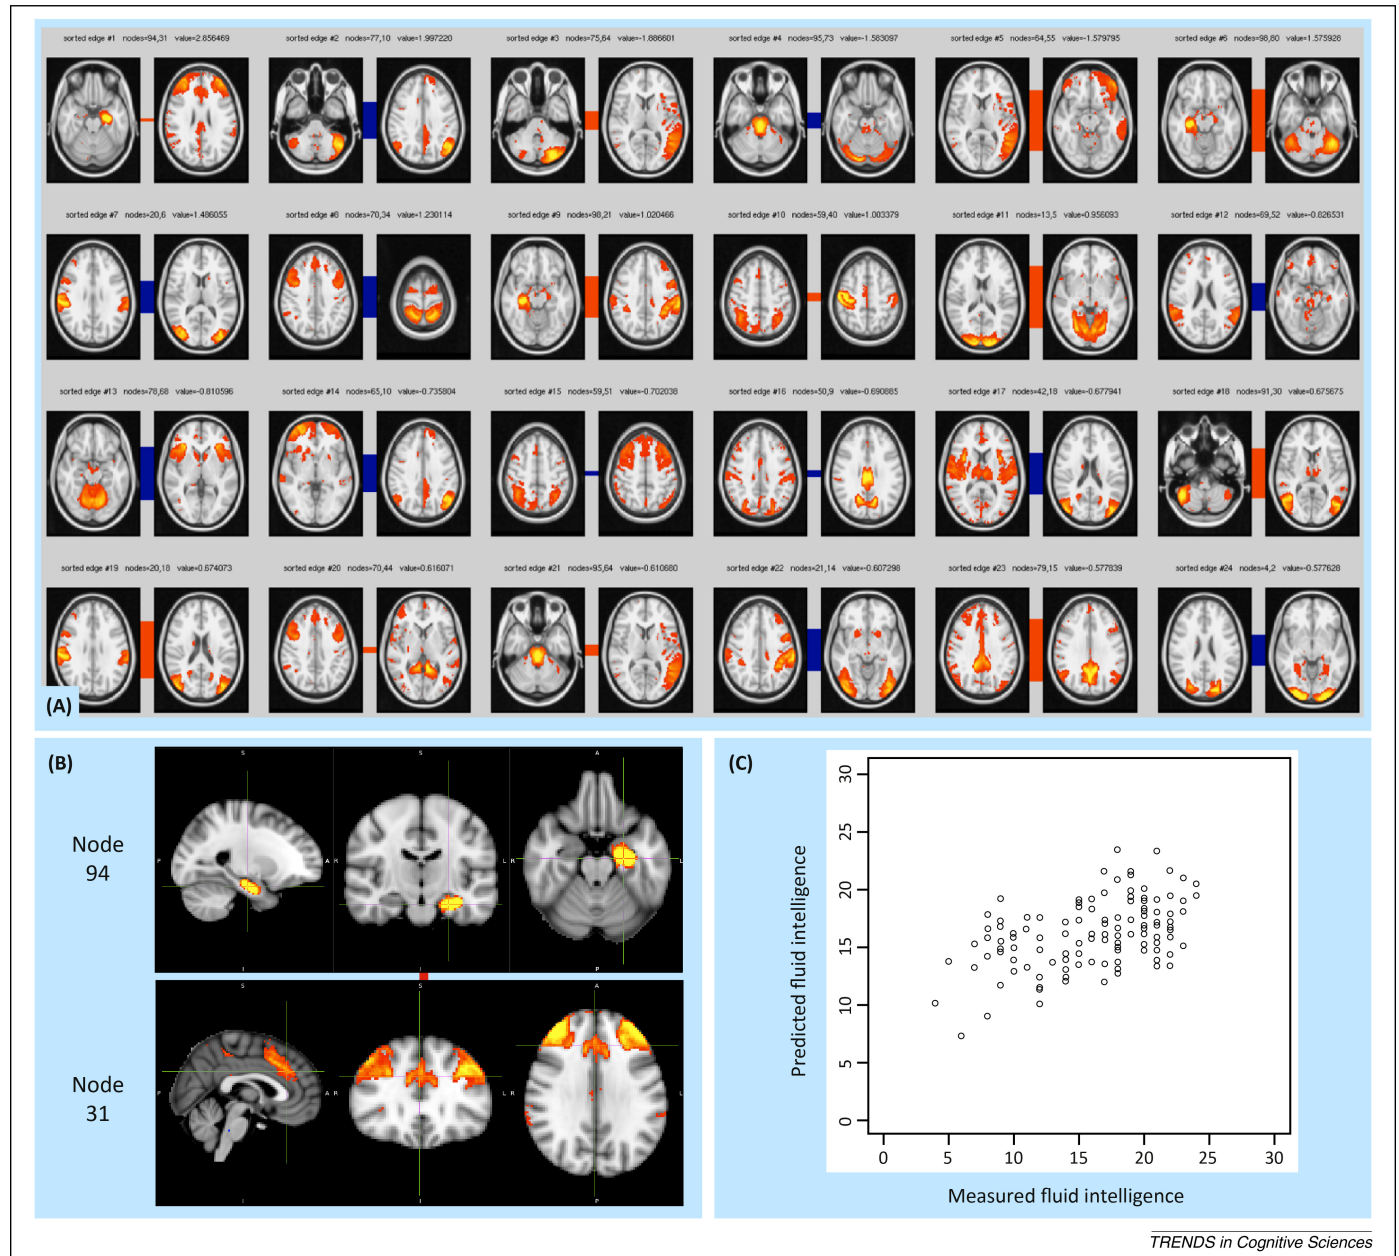 sorted edge #1 nodes=94,31 value=2.856469
sorted edge #2 nodes=77,10 value=1.997220
sorted edge #3 nodes=75,64 value=-1.886601
sorted edge #4 nodes=95,73 value=-1.583097
sorted edge #5 nodes=64,55 value=-1.579795
sorted edge #6 nodes=98,80 value=1.575928
sorted edge #7 nodes=20,6 value=1.486055
sorted edge #8 nodes=70,34 value=1.230114
sorted edge #9 nodes=98,21 value=1.020466
sorted edge #10 nodes=59,40 value=1.003379
sorted edge #11 nodes=13,5 value=0.956093
sorted edge #12 nodes=69,52 value=-0.826531
sorted edge #13 nodes=78,68 value=-0.810596
sorted edge #14 nodes=65,10 value=-0.735804
sorted edge #15 nodes=59,51 value=-0.702038
sorted edge #16 nodes=50,9 value=-0.690885
sorted edge #17 nodes=42,18 value=-0.677941
sorted edge #18 nodes=91,30 value=0.675675
sorted edge #19 nodes=20,18 value=0.674073
sorted edge #20 nodes=70,44 value=0.616071
sorted edge #21 nodes=95,64 value=-0.610680
sorted edge #22 nodes=21,14 value=-0.607298
sorted edge #23 nodes=79,15 value=-0.577839
sorted edge #24 nodes=4,2 value=-0.577628
(A)
(B)
Node
94
S
S
A
P
A R
L R
L
I
I
P
Node
31
S
S
A
P
A R
L R
L
I
I
P
(C)
Predicted fluid intelligence
30
25
20
15
10
5
0
0 5 10 15 20 25 30
Measured fluid intelligence
TRENDS in Cognitive Sciences